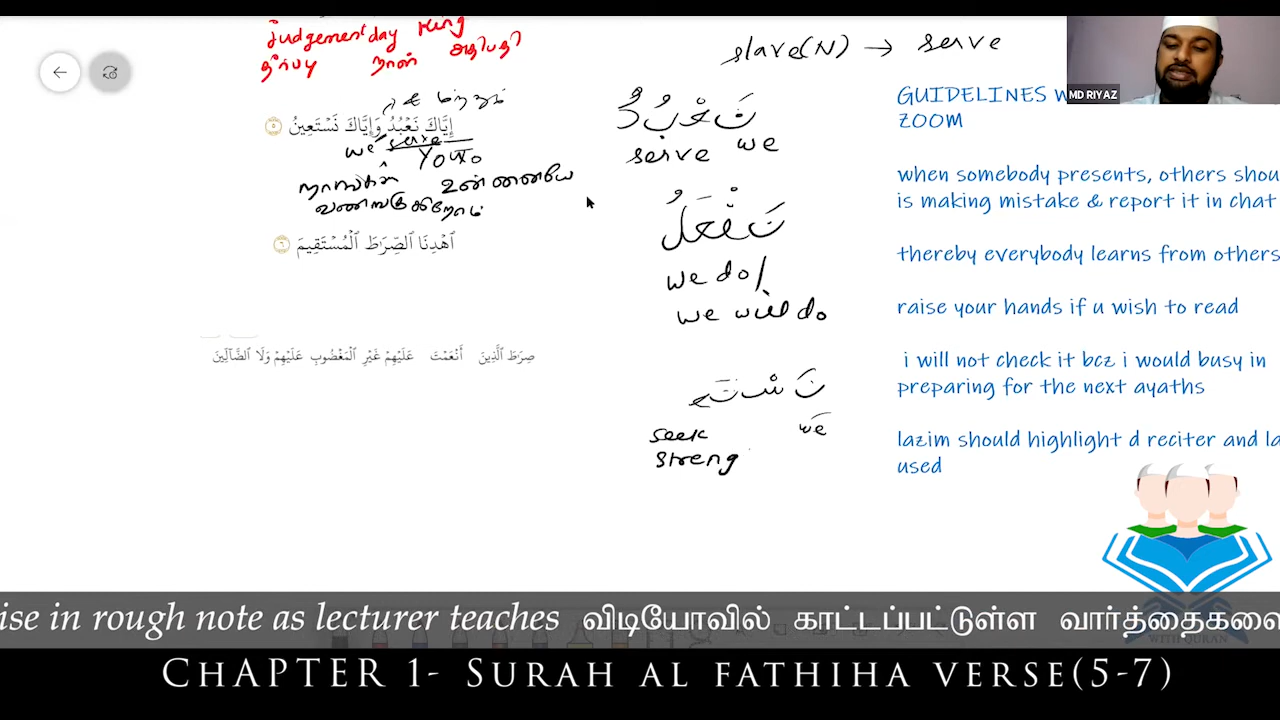 Judgement day King
தீர்ப்பு நாள் அதிபதி
மற்றும்
إِيَّاكَ نَعْبُدُ وَإِيَّاكَ نَسْتَعِينُ ٥
we serve You
நாங்கள் உன்னையே
வணங்குகிறோம்
ٱهْدِنَا ٱلصِّرَٰطَ ٱلْمُسْتَقِيمَ ٦
صِرَٰطَ ٱلَّذِينَ أَنْعَمْتَ عَلَيْهِمْ غَيْرِ ٱلْمَغْضُوبِ عَلَيْهِمْ وَلَا ٱلضَّآلِّينَ
slave(N) → serve
نَعْبُدُ
serve we
نَفْعَلُ
we do/
we will do
نَسْتَعِ
seek we
streng
MD RIYAZ
GUIDELINES W
ZOOM
when somebody presents, others shou
is making mistake & report it in chat
thereby everybody learns from others
raise your hands if u wish to read
i will not check it bcz i would busy in
preparing for the next ayaths
lazim should highlight d reciter and la
used
WITH QURAN
ise in rough note as lecturer teaches விடியோவில் காட்டப்பட்டுள்ள வார்த்தைகளை
CHAPTER 1- SURAH AL FATHIHA VERSE(5-7)